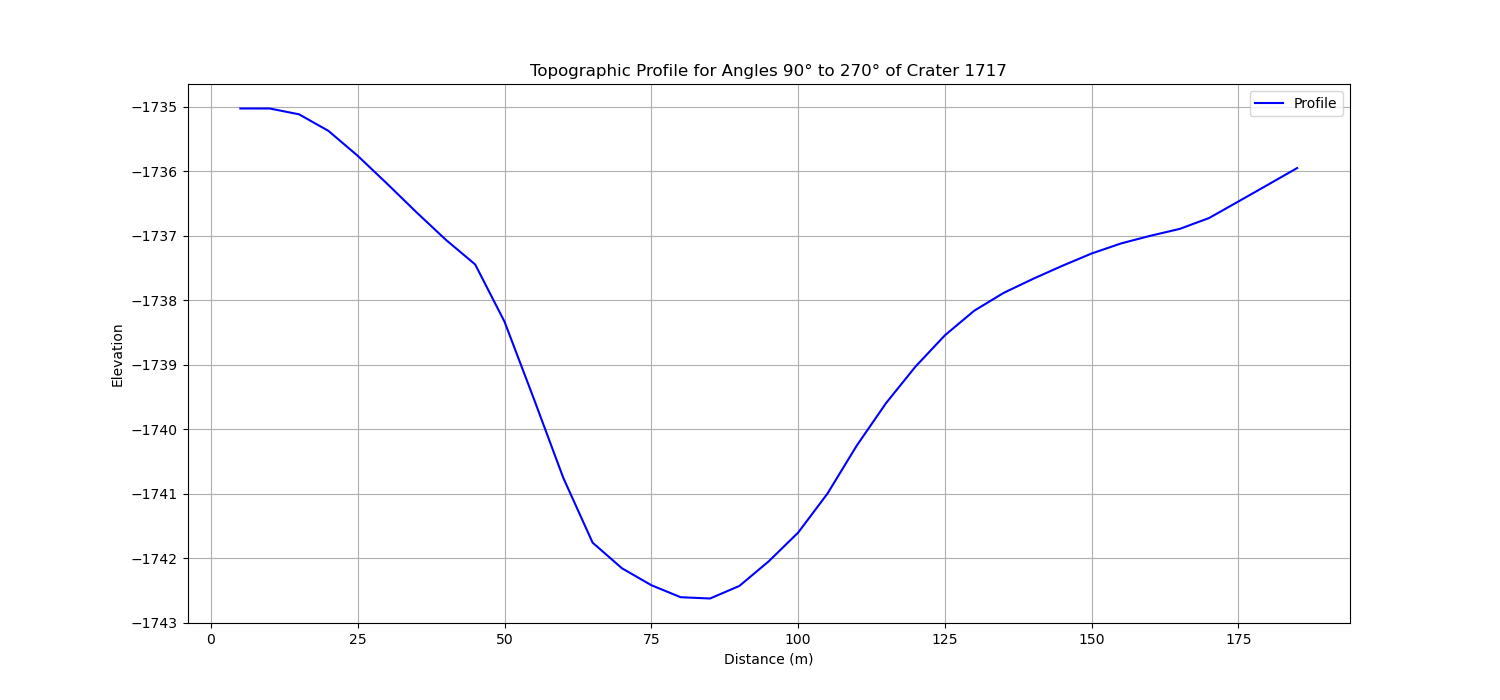 Topographic Profile for Angles 90° to 270° of Crater 1717
Profile
Elevation
−1735
−1736
−1737
−1738
−1739
−1740
−1741
−1742
−1743
0 25 50 75 100 125 150 175
Distance (m)